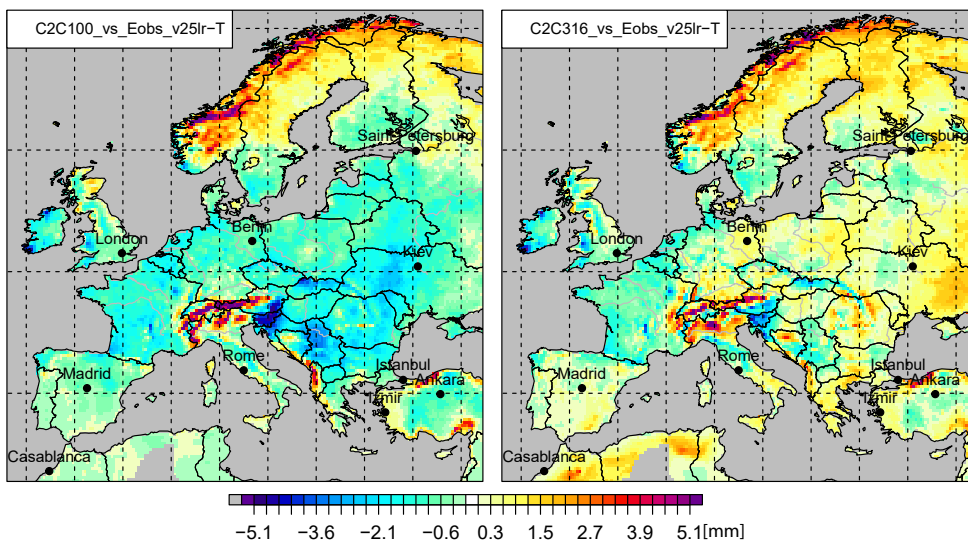 C2C100_vs_Eobs_v25lr−T
C2C316_vs_Eobs_v25lr−T
Saint Petersburg
London
Berlin
Kiev
Rome
Madrid
Istanbul
Ankara
Izmir
Casablanca
Saint Petersburg
London
Berlin
Kiev
Rome
Madrid
Istanbul
Ankara
Izmir
Casablanca
−5.1 −3.6 −2.1 −0.6 0.3 1.5 2.7 3.9 5.1[mm]